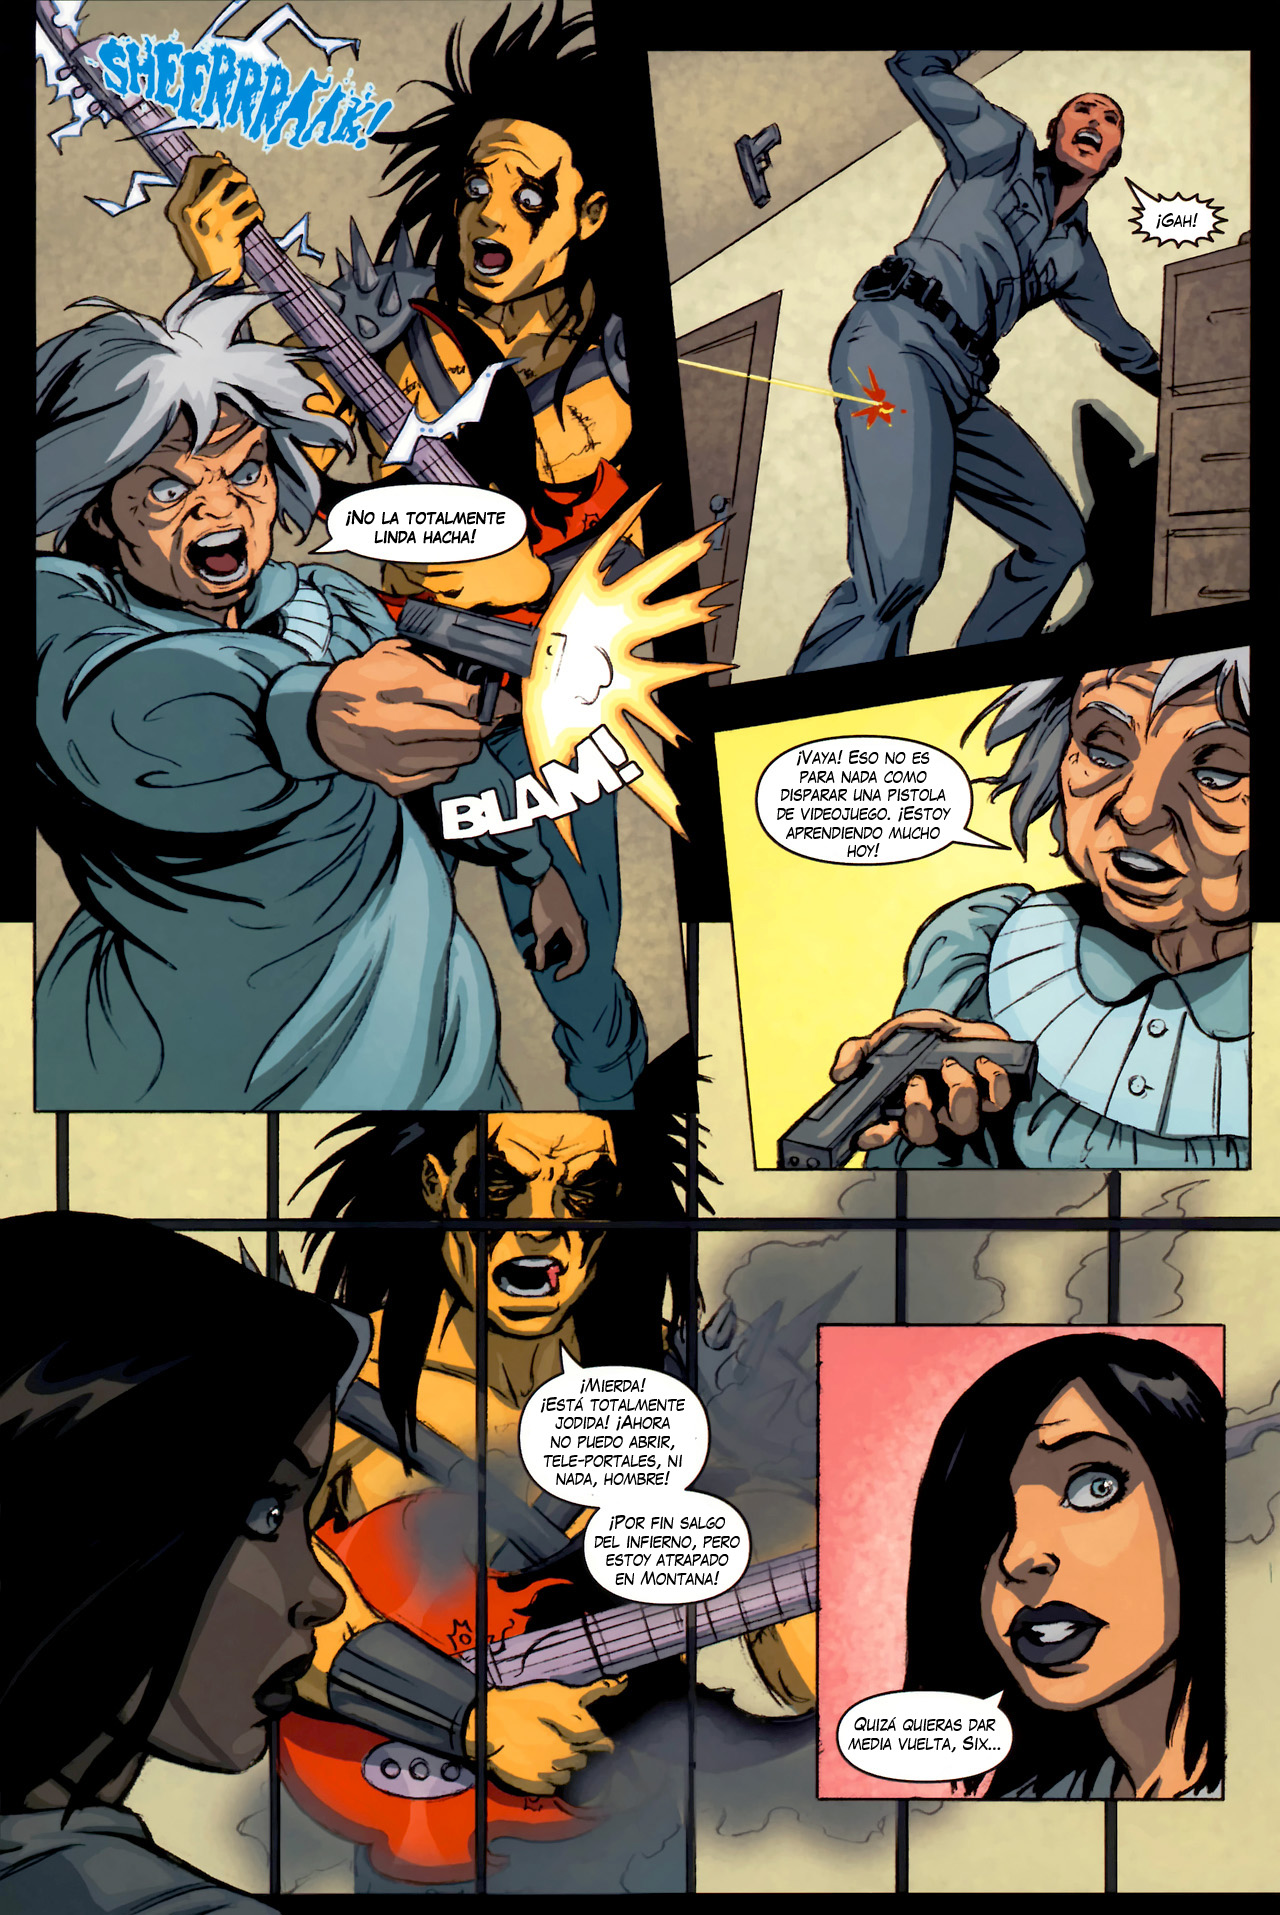 SHEERRRAAAK!
¡NO LA TOTALMENTE
LINDA HACHA!
BLAM!
¡GAH!
¡VAYA! ESO NO ES
PARA NADA COMO
DISPARAR UNA PISTOLA
DE VIDEOJUEGO. ¡ESTOY
APRENDIENDO MUCHO
HOY!
¡MIERDA!
¡ESTÁ TOTALMENTE
JODIDA! ¡AHORA
NO PUEDO ABRIR,
TELE-PORTALES, NI
NADA, HOMBRE!
¡POR FIN SALGO
DEL INFIERNO, PERO
ESTOY ATRAPADO
EN MONTANA!
QUIZÁ QUIERAS DAR
MEDIA VUELTA, SIX...